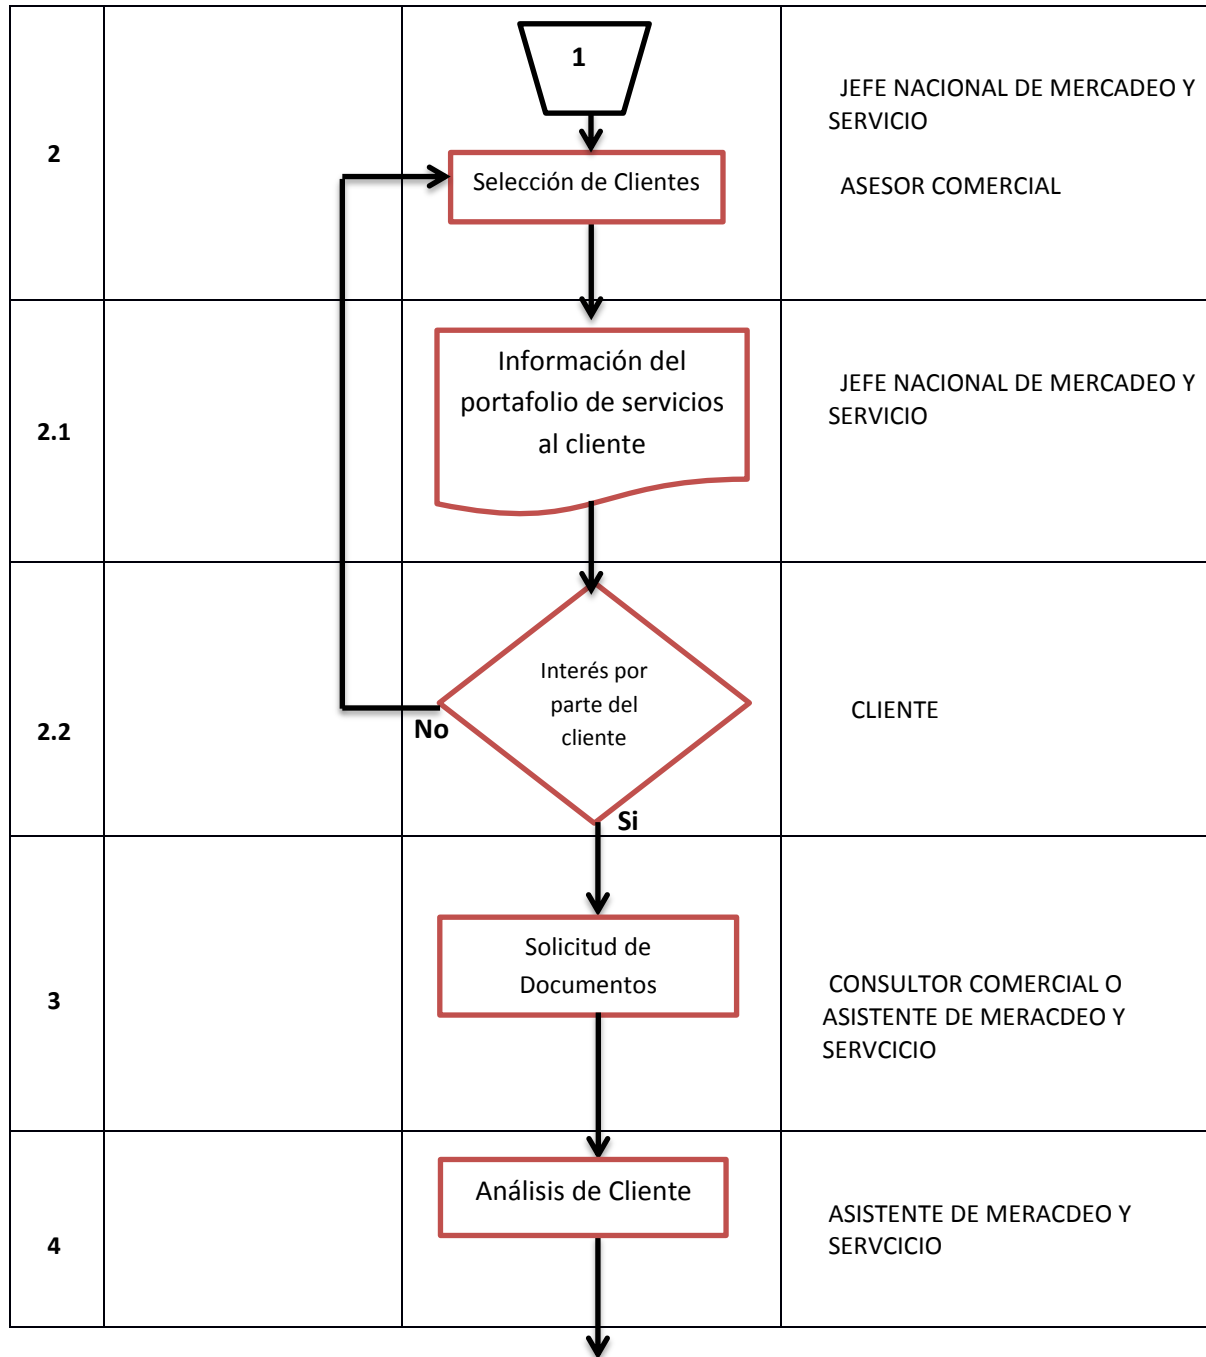 1
2
Selección de Clientes
JEFE NACIONAL DE MERCADEO Y
SERVICIO
ASESOR COMERCIAL
2.1
Información del
portafolio de servicios
al cliente
JEFE NACIONAL DE MERCADEO Y
SERVICIO
2.2
Interés por
parte del
cliente
No
Si
CLIENTE
3
Solicitud de
Documentos
CONSULTOR COMERCIAL O
ASISTENTE DE MERACDEO Y
SERVCICIO
4
Análisis de Cliente
ASISTENTE DE MERACDEO Y
SERVCICIO